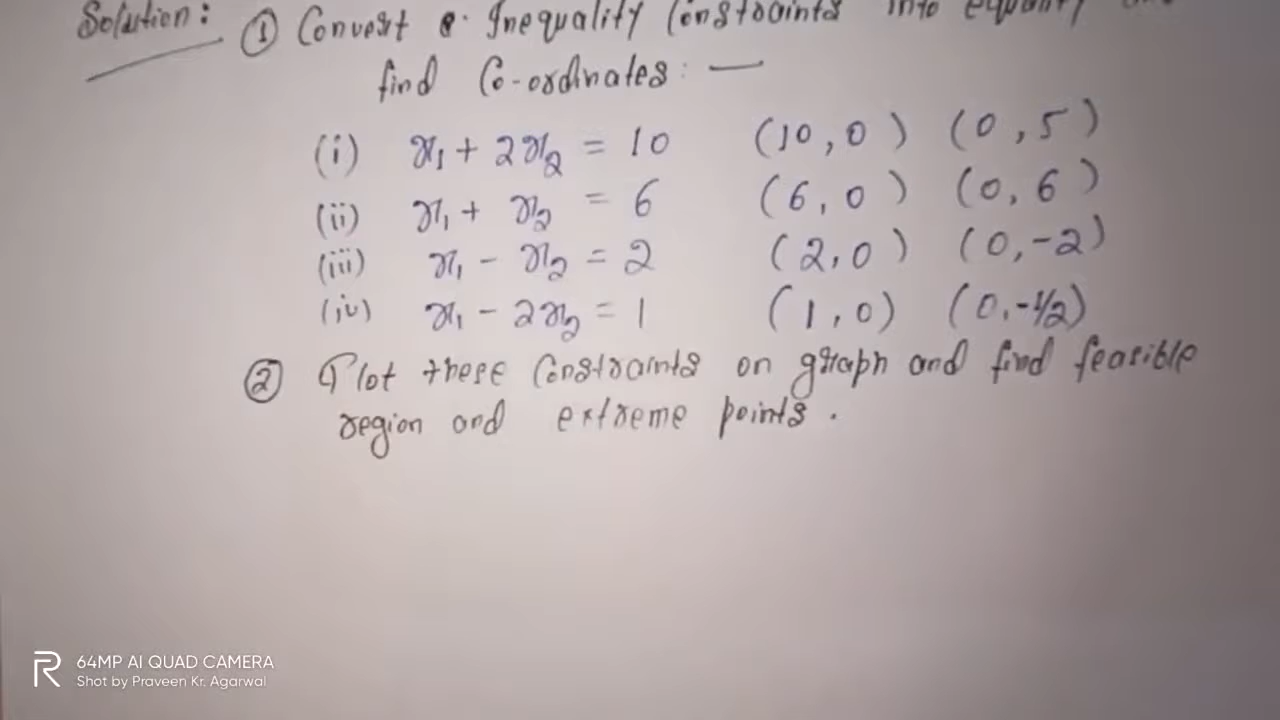 Solution: ① Convert Inequality Constraints into equality
find Co-ordinates: —
(i) x₁ + 2x₂ = 10 (10,0) (0,5)
(ii) x₁ + x₂ = 6 (6,0) (0,6)
(iii) x₁ - x₂ = 2 (2,0) (0,-2)
(iv) x₁ - 2x₂ = 1 (1,0) (0,-1/2)
② Plot these Constraints on graph and find feasible
region and extreme points.
64MP AI QUAD CAMERA
Shot by Praveen Kr. Agarwal